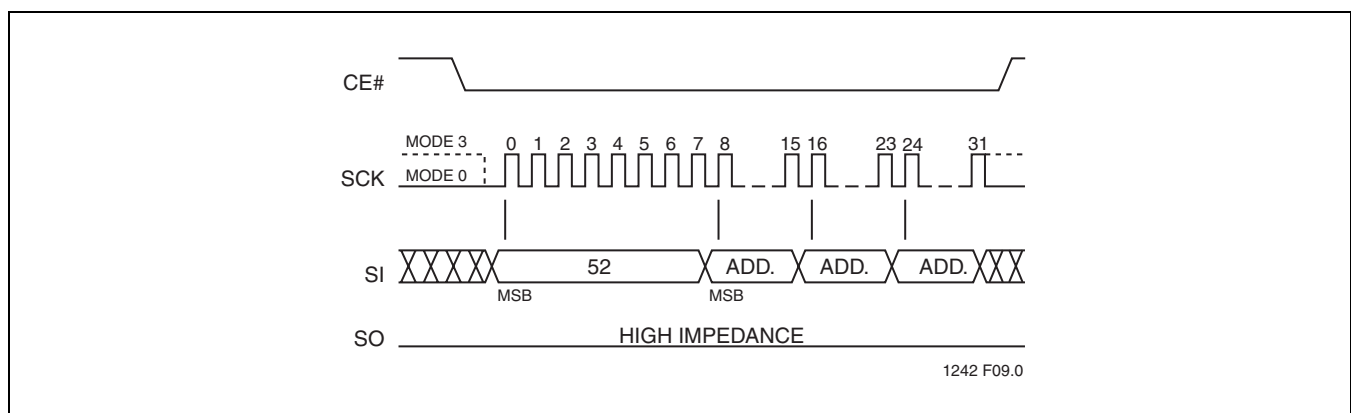 CE#
MODE 3
0 1 2 3 4 5 6 7 8 15 16 23 24 31
SCK
MODE 0
SI
52
ADD.
ADD.
ADD.
MSB
MSB
SO
HIGH IMPEDANCE
1242 F09.0